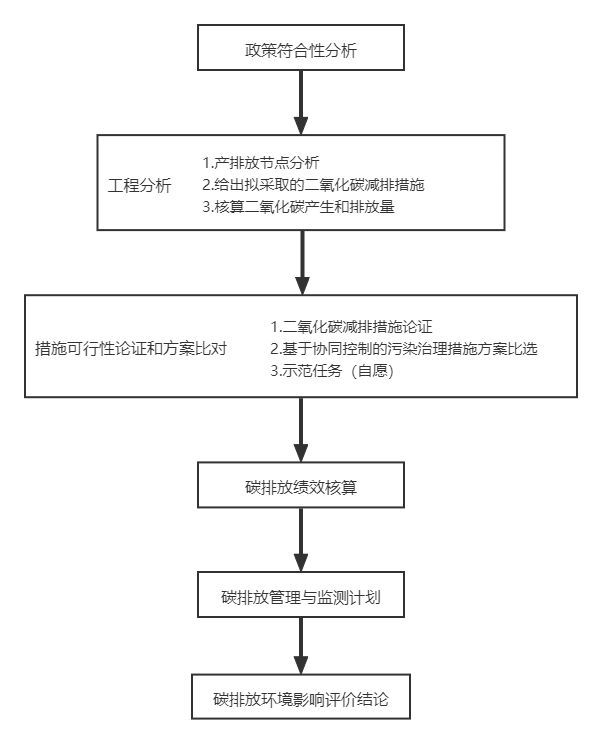 政策符合性分析
工程分析
1.产排放节点分析
2.给出拟采取的二氧化碳减排措施
3.核算二氧化碳产生和排放量
措施可行性论证和方案比对
1.二氧化碳减排措施论证
2.基于协同控制的污染治理措施方案比选
3.示范任务（自愿）
碳排放绩效核算
碳排放管理与监测计划
碳排放环境影响评价结论